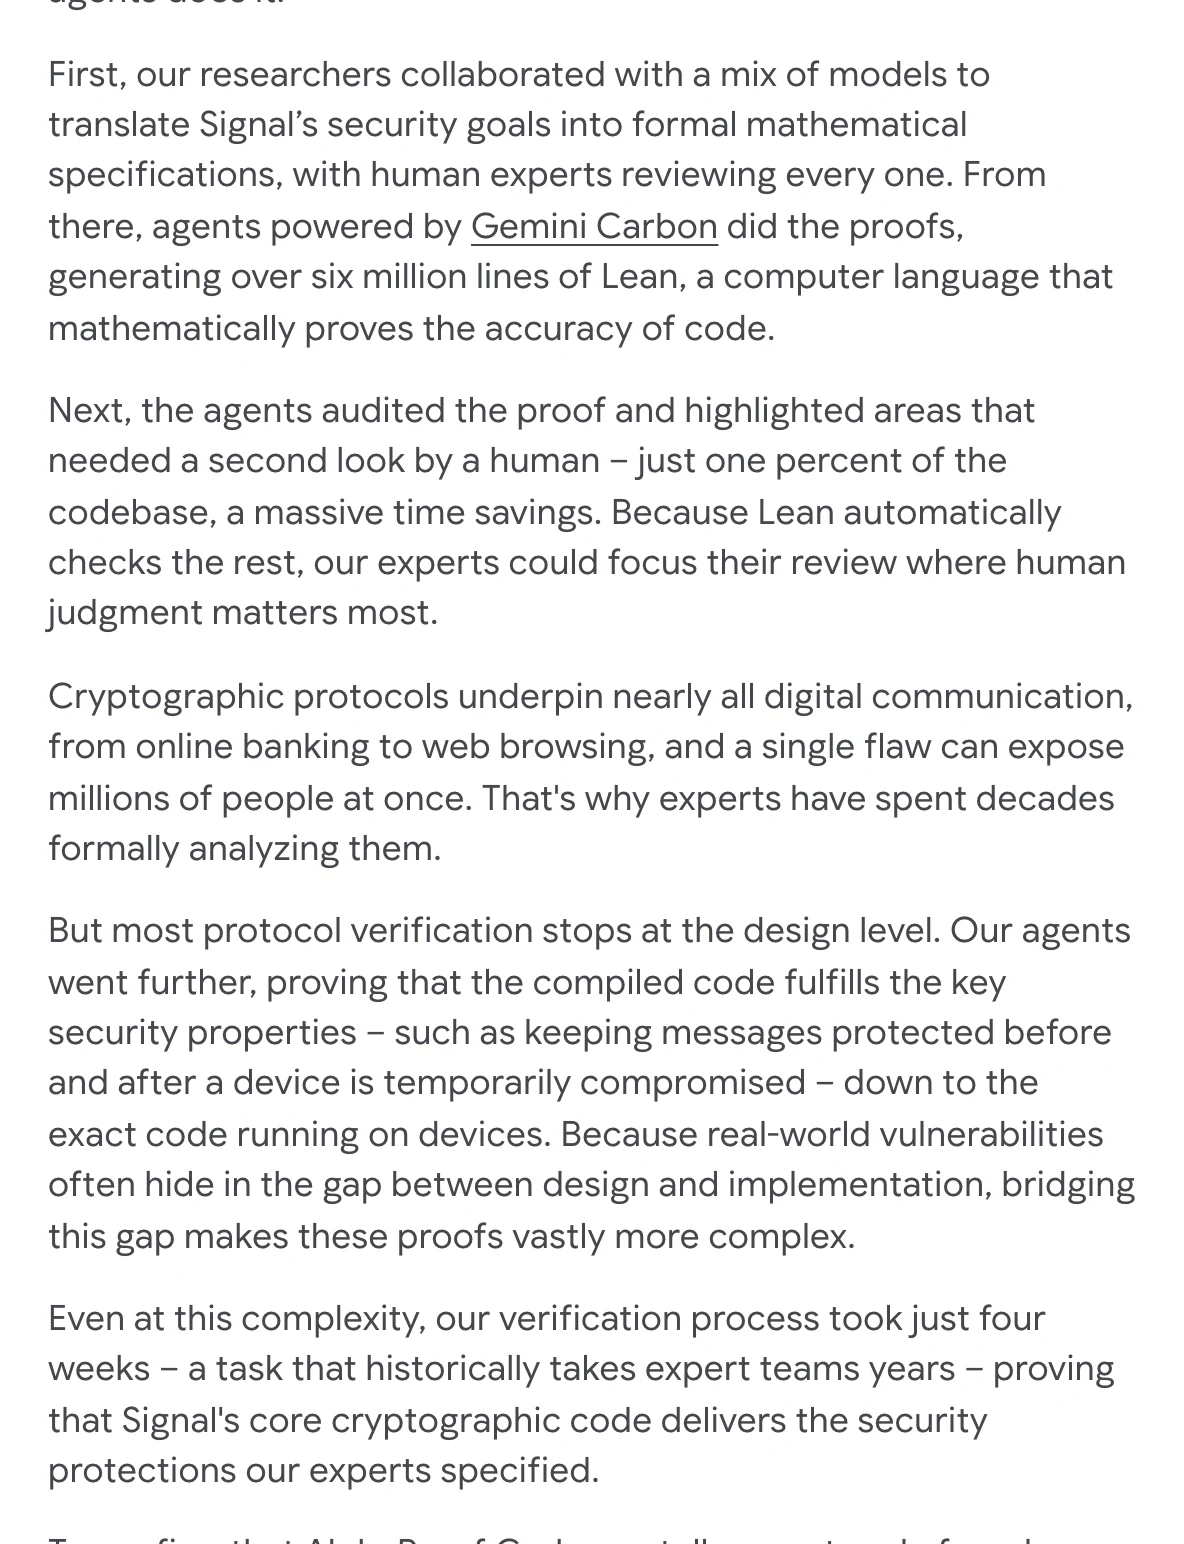 agents does it.
First, our researchers collaborated with a mix of models to
translate Signal’s security goals into formal mathematical
specifications, with human experts reviewing every one. From
there, agents powered by Gemini Carbon did the proofs,
generating over six million lines of Lean, a computer language that
mathematically proves the accuracy of code.
Next, the agents audited the proof and highlighted areas that
needed a second look by a human – just one percent of the
codebase, a massive time savings. Because Lean automatically
checks the rest, our experts could focus their review where human
judgment matters most.
Cryptographic protocols underpin nearly all digital communication,
from online banking to web browsing, and a single flaw can expose
millions of people at once. That's why experts have spent decades
formally analyzing them.
But most protocol verification stops at the design level. Our agents
went further, proving that the compiled code fulfills the key
security properties – such as keeping messages protected before
and after a device is temporarily compromised – down to the
exact code running on devices. Because real-world vulnerabilities
often hide in the gap between design and implementation, bridging
this gap makes these proofs vastly more complex.
Even at this complexity, our verification process took just four
weeks – a task that historically takes expert teams years – proving
that Signal's core cryptographic code delivers the security
protections our experts specified.